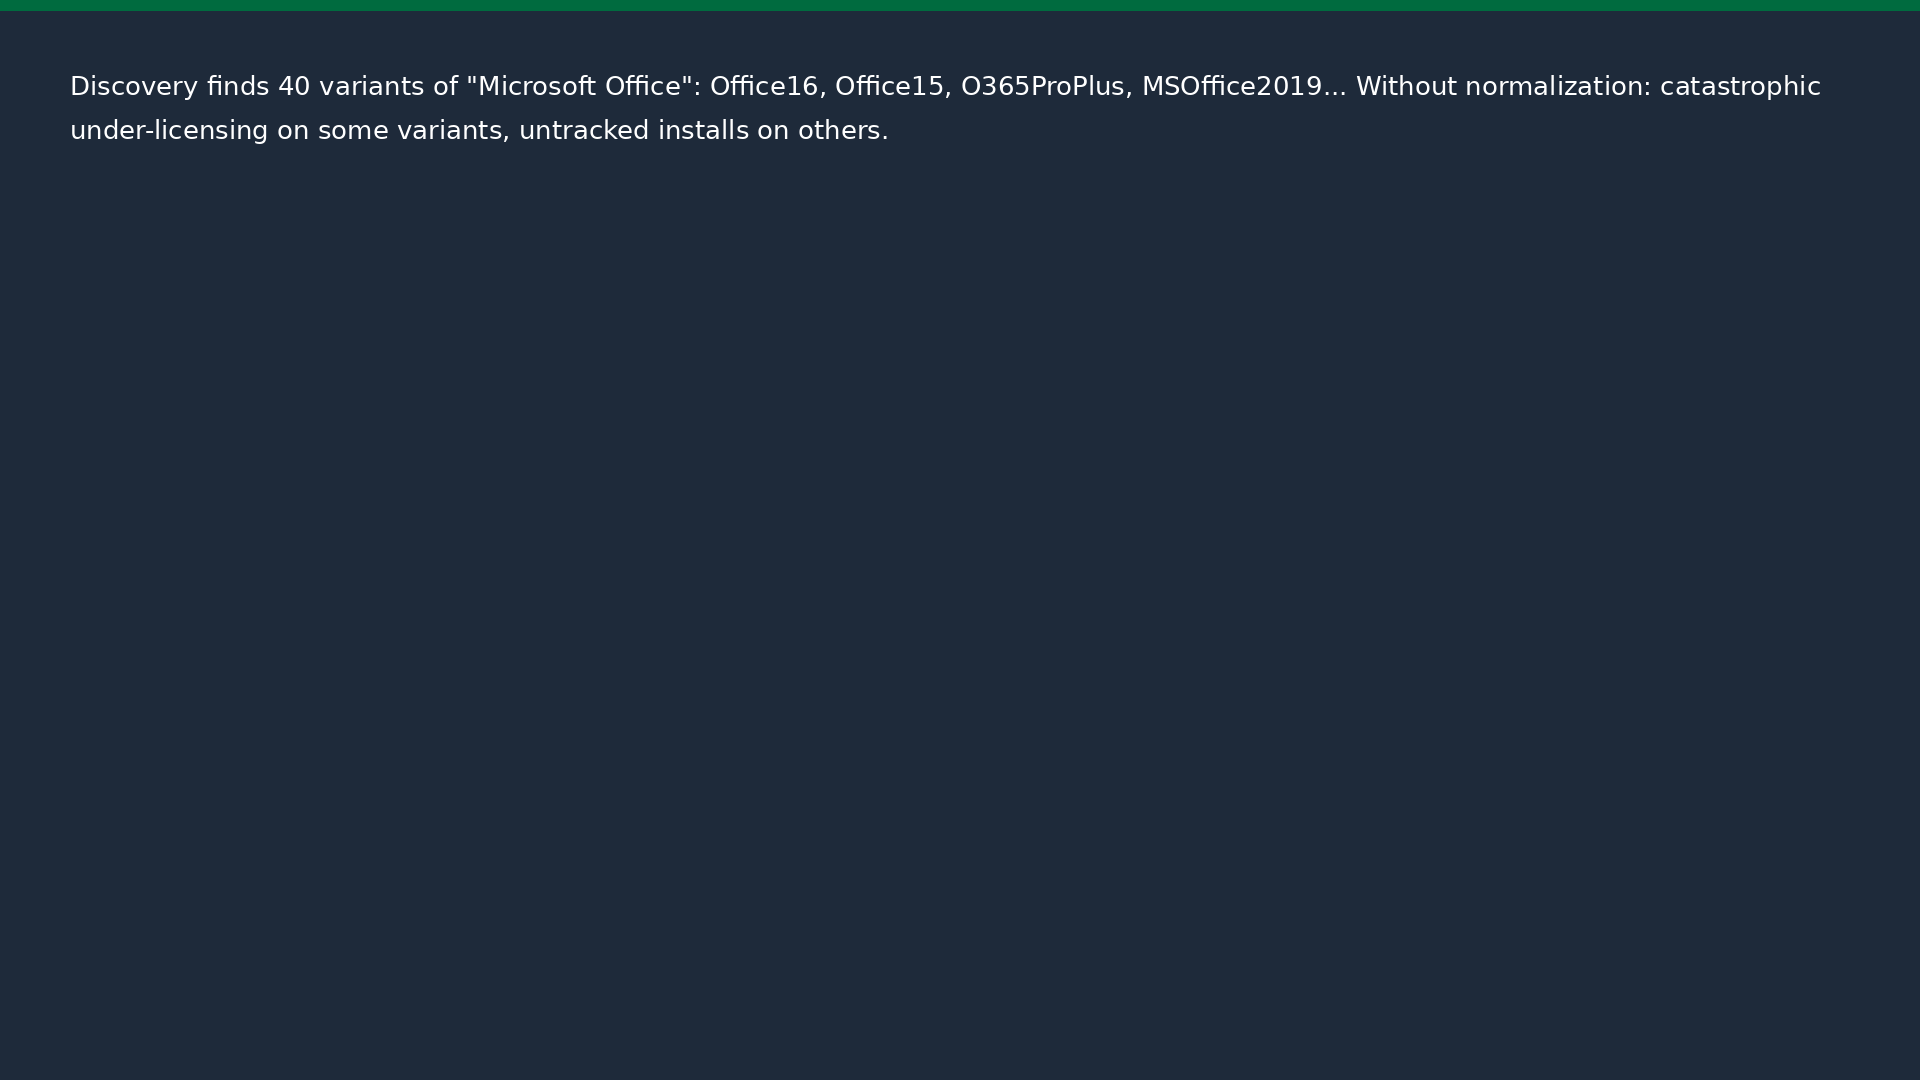 Discovery finds 40 variants of "Microsoft Office": Office16, Office15, O365ProPlus, MSOffice2019... Without normalization: catastrophic
under-licensing on some variants, untracked installs on others.